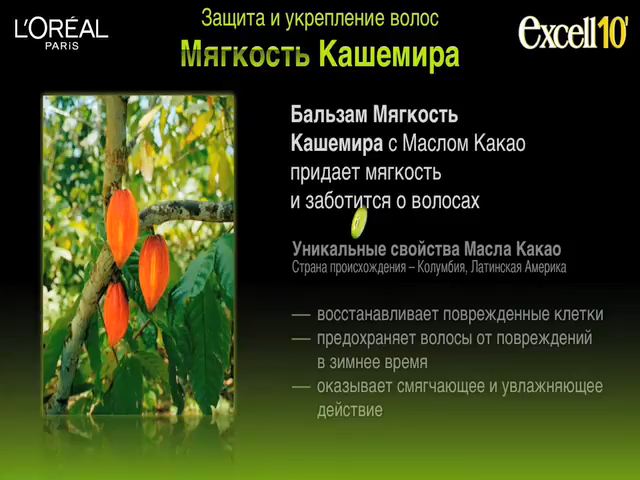 L'ORÉAL
PARIS
Защита и укрепление волос
Мягкость Кашемира
Excell10'
Бальзам Мягкость
Кашемира с Маслом Какао
придает мягкость
и заботится о волосах
Уникальные свойства Масла Какао
Страна происхождения – Колумбия, Латинская Америка
— восстанавливает поврежденные клетки
— предохраняет волосы от повреждений
в зимнее время
— оказывает смягчающее и увлажняющее
действие